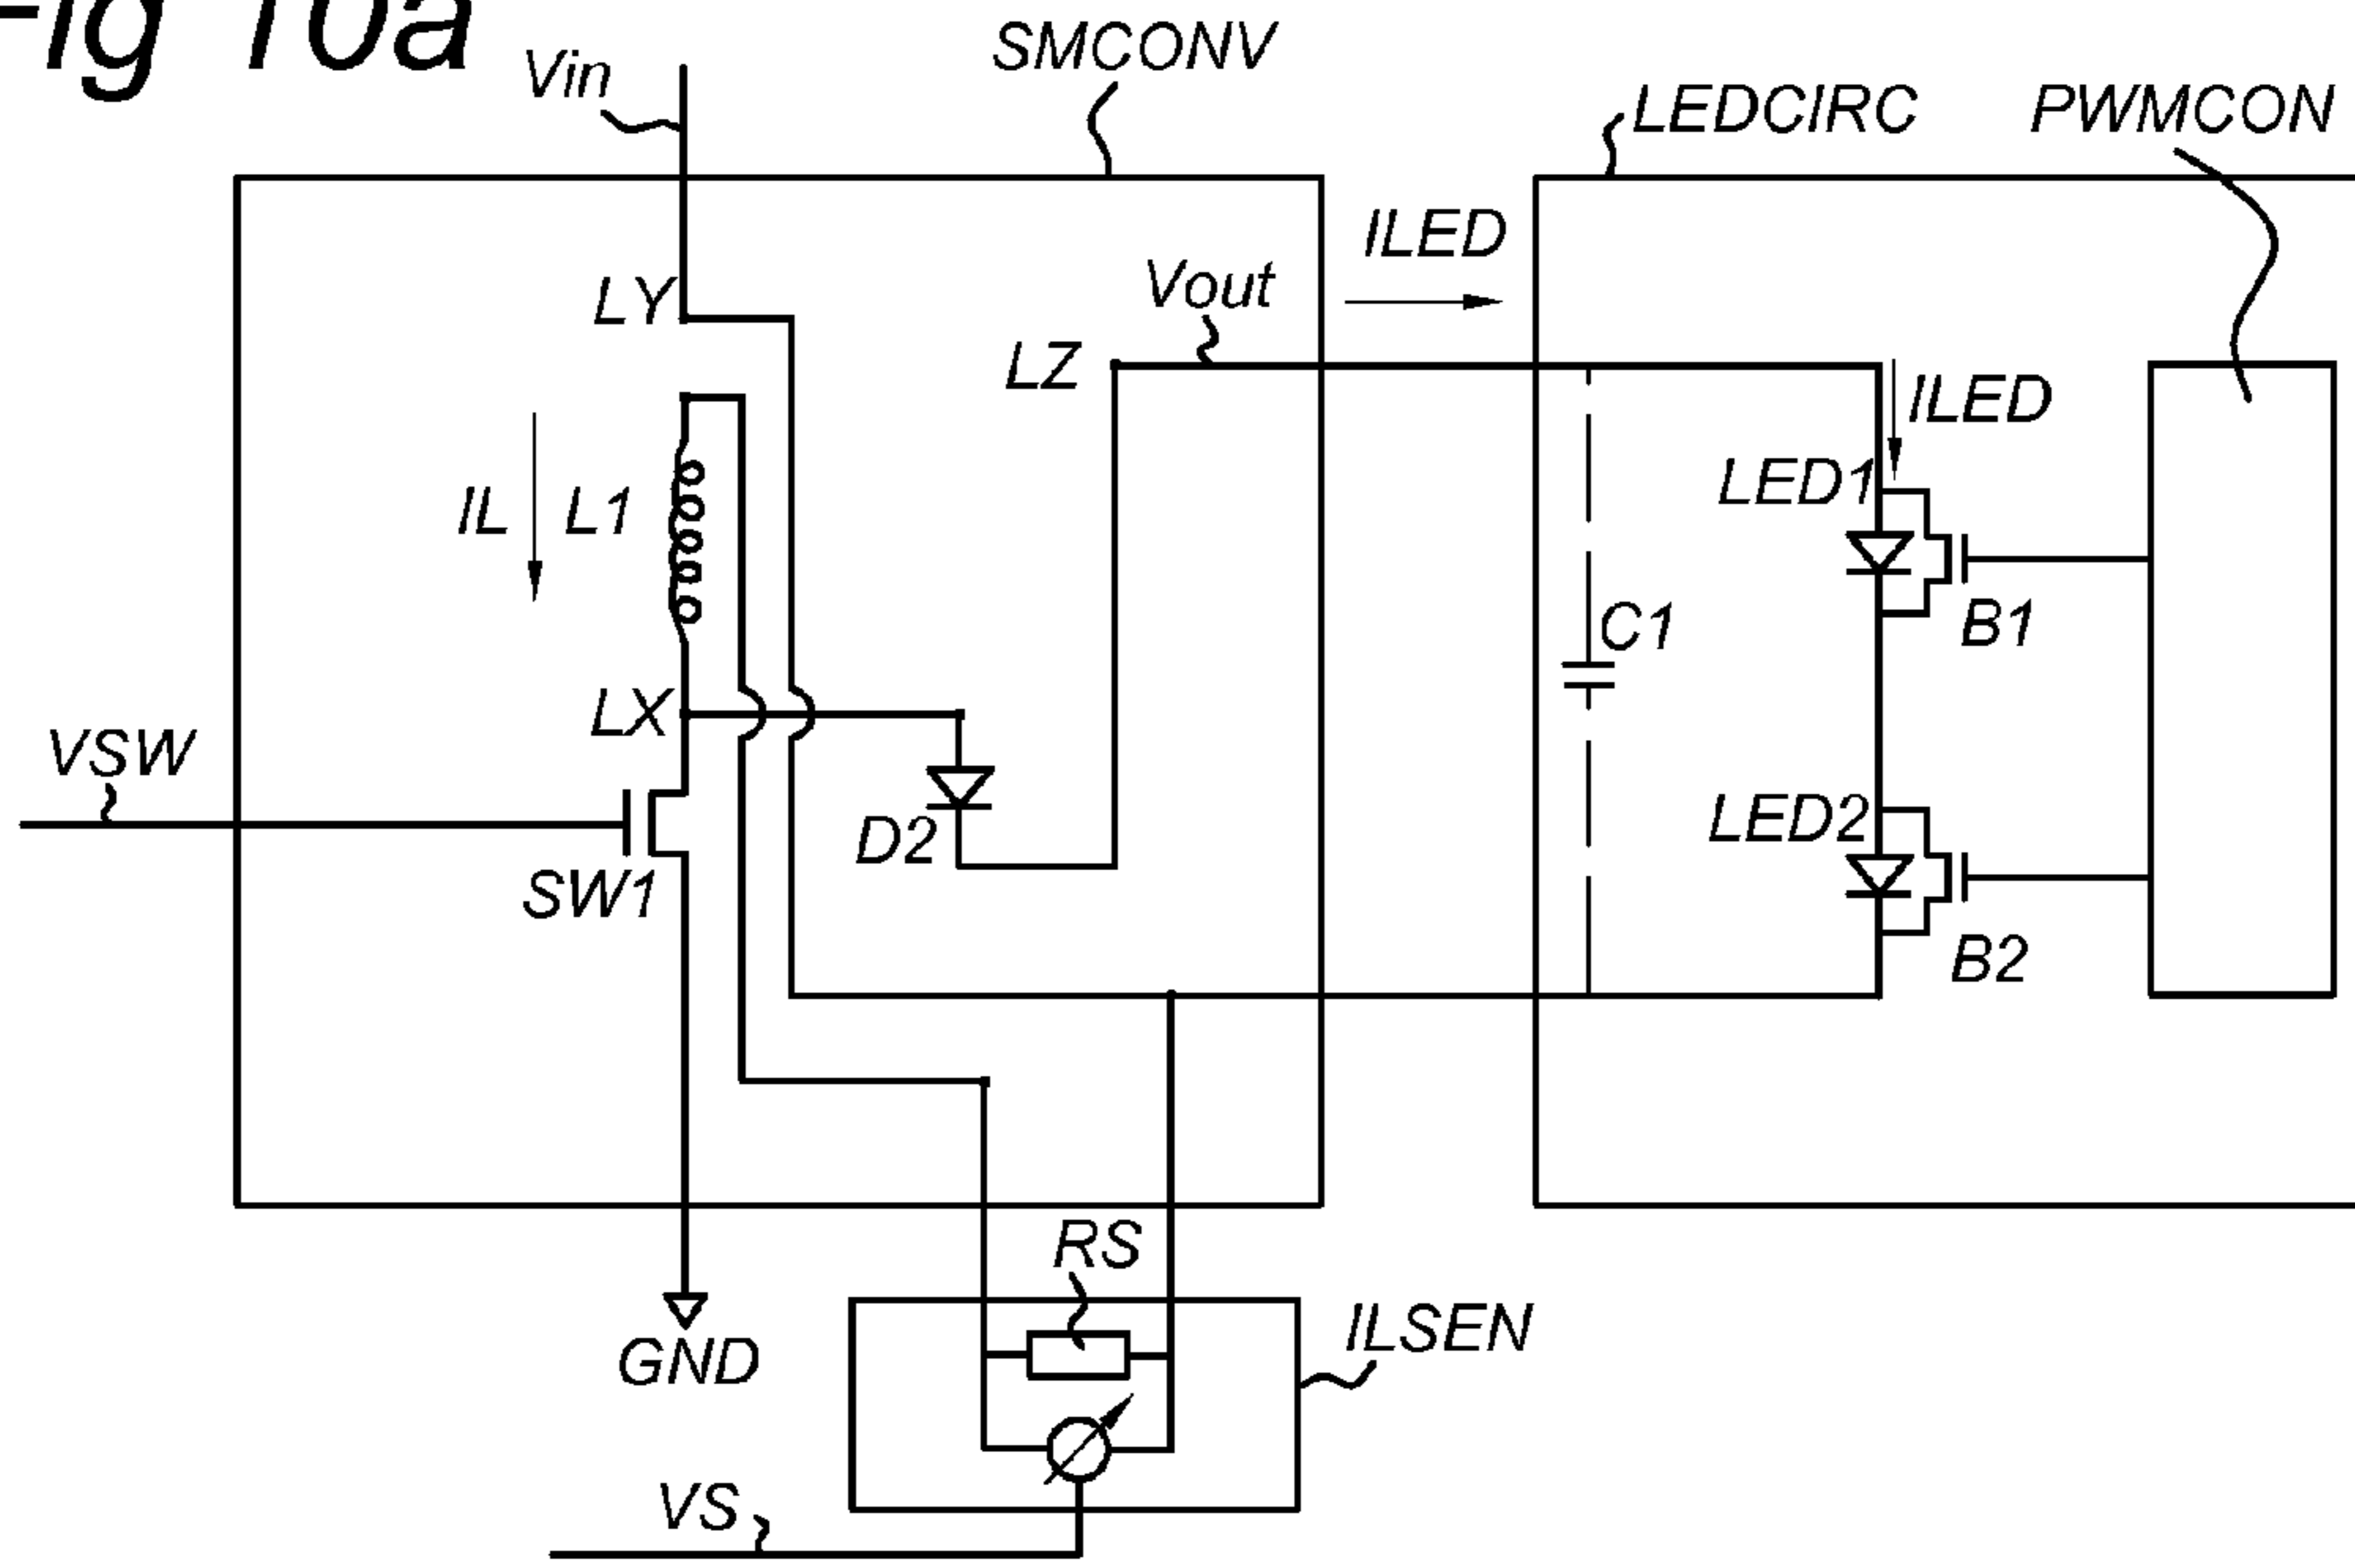 Fig 10a
Vin
SMCONV
LEDCIRC
PWMCON
ILED
Vout
LY
LZ
ILED
LED1
IL
L1
C1
B1
LX
VSW
LED2
D2
SW1
B2
RS
ILSEN
GND
VS